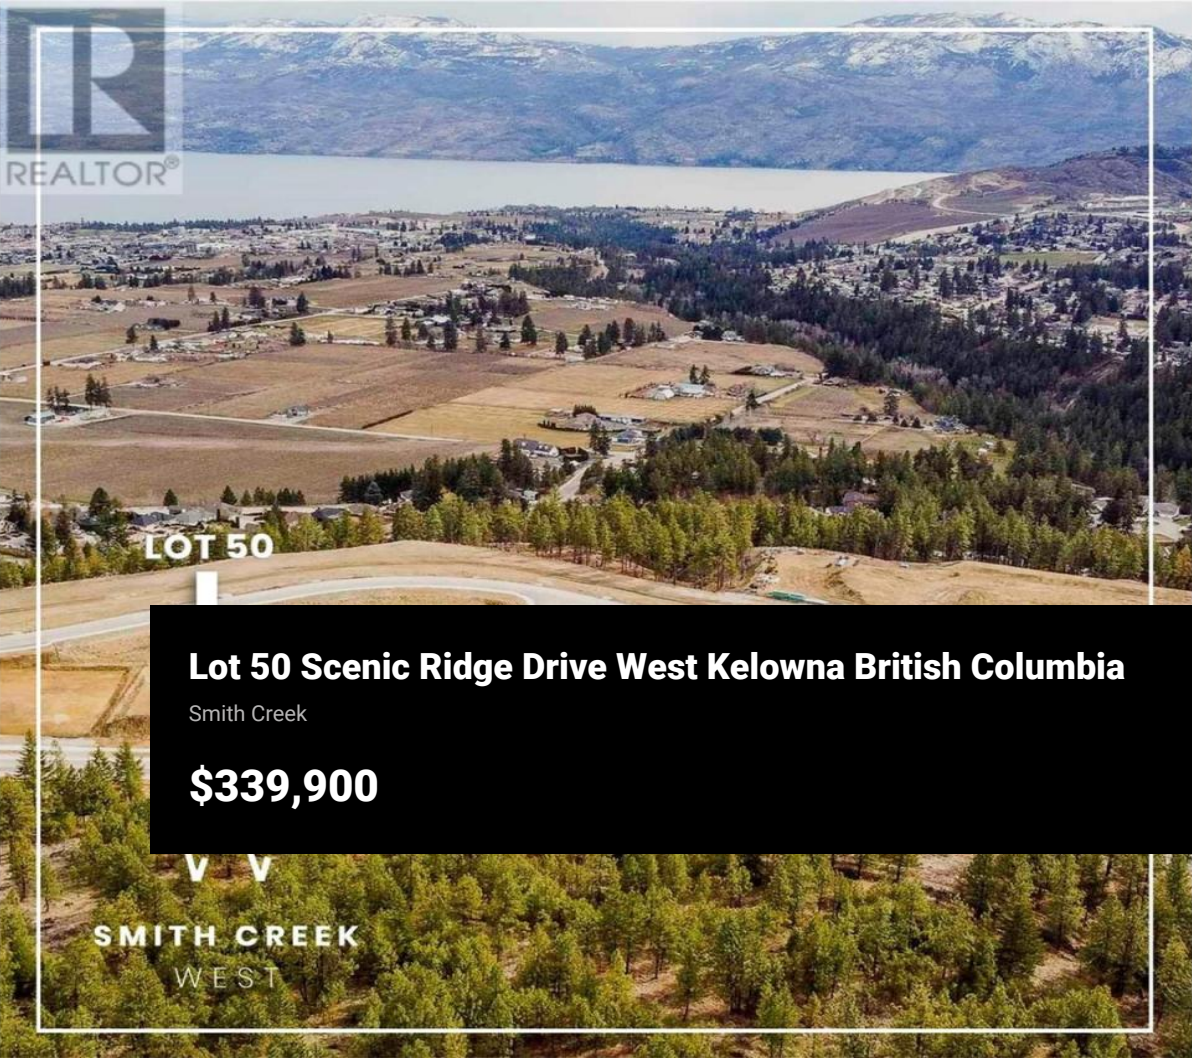 REALTOR®
LOT 50
Lot 50 Scenic Ridge Drive West Kelowna British Columbia
Smith Creek
$339,900
SMITH CREEK
WEST